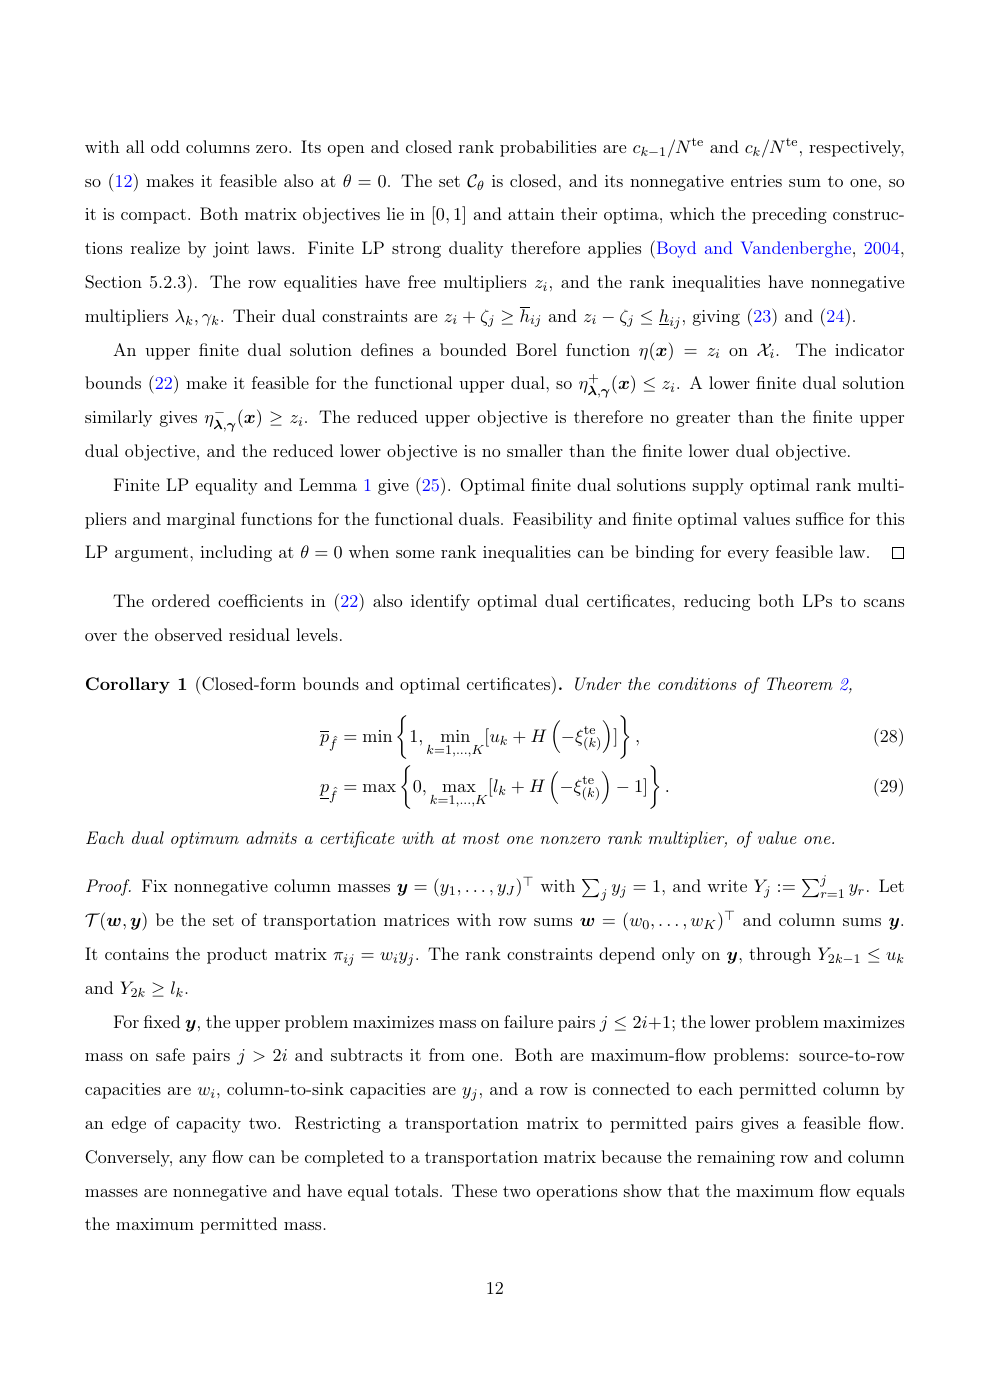 with all odd columns zero. Its open and closed rank probabilities are c_{k−1}/N^{te} and c_k/N^{te}, respectively,
so (12) makes it feasible also at θ = 0. The set 𝒞_θ is closed, and its nonnegative entries sum to one, so
it is compact. Both matrix objectives lie in [0, 1] and attain their optima, which the preceding construc-
tions realize by joint laws. Finite LP strong duality therefore applies (Boyd and Vandenberghe, 2004,
Section 5.2.3). The row equalities have free multipliers z_i, and the rank inequalities have nonnegative
multipliers λ_k, γ_k. Their dual constraints are z_i + ζ_j ≥ \overline{h}_{ij} and z_i − ζ_j ≤ \underline{h}_{ij}, giving (23) and (24).
An upper finite dual solution defines a bounded Borel function η(x) = z_i on 𝒳_i. The indicator
bounds (22) make it feasible for the functional upper dual, so η^+_{λ,γ}(x) ≤ z_i. A lower finite dual solution
similarly gives η^−_{λ,γ}(x) ≥ z_i. The reduced upper objective is therefore no greater than the finite upper
dual objective, and the reduced lower objective is no smaller than the finite lower dual objective.
Finite LP equality and Lemma 1 give (25). Optimal finite dual solutions supply optimal rank multi-
pliers and marginal functions for the functional duals. Feasibility and finite optimal values suffice for this
LP argument, including at θ = 0 when some rank inequalities can be binding for every feasible law. □
The ordered coefficients in (22) also identify optimal dual certificates, reducing both LPs to scans
over the observed residual levels.
Corollary 1 (Closed-form bounds and optimal certificates). Under the conditions of Theorem 2,
\overline{p}_{\hat{f}} = min { 1, min_{k=1,...,K} [u_k + H (−ξ^{te}_{(k)})] } , (28)
\underline{p}_{\hat{f}} = max { 0, max_{k=1,...,K} [l_k + H (−ξ^{te}_{(k)}) − 1] } . (29)
Each dual optimum admits a certificate with at most one nonzero rank multiplier, of value one.
Proof. Fix nonnegative column masses y = (y_1, . . . , y_J)^⊤ with ∑_j y_j = 1, and write Y_j := ∑^j_{r=1} y_r. Let
𝒯(w, y) be the set of transportation matrices with row sums w = (w_0, . . . , w_K)^⊤ and column sums y.
It contains the product matrix π_{ij} = w_i y_j. The rank constraints depend only on y, through Y_{2k−1} ≤ u_k
and Y_{2k} ≥ l_k.
For fixed y, the upper problem maximizes mass on failure pairs j ≤ 2i+1; the lower problem maximizes
mass on safe pairs j > 2i and subtracts it from one. Both are maximum-flow problems: source-to-row
capacities are w_i, column-to-sink capacities are y_j, and a row is connected to each permitted column by
an edge of capacity two. Restricting a transportation matrix to permitted pairs gives a feasible flow.
Conversely, any flow can be completed to a transportation matrix because the remaining row and column
masses are nonnegative and have equal totals. These two operations show that the maximum flow equals
the maximum permitted mass.
12